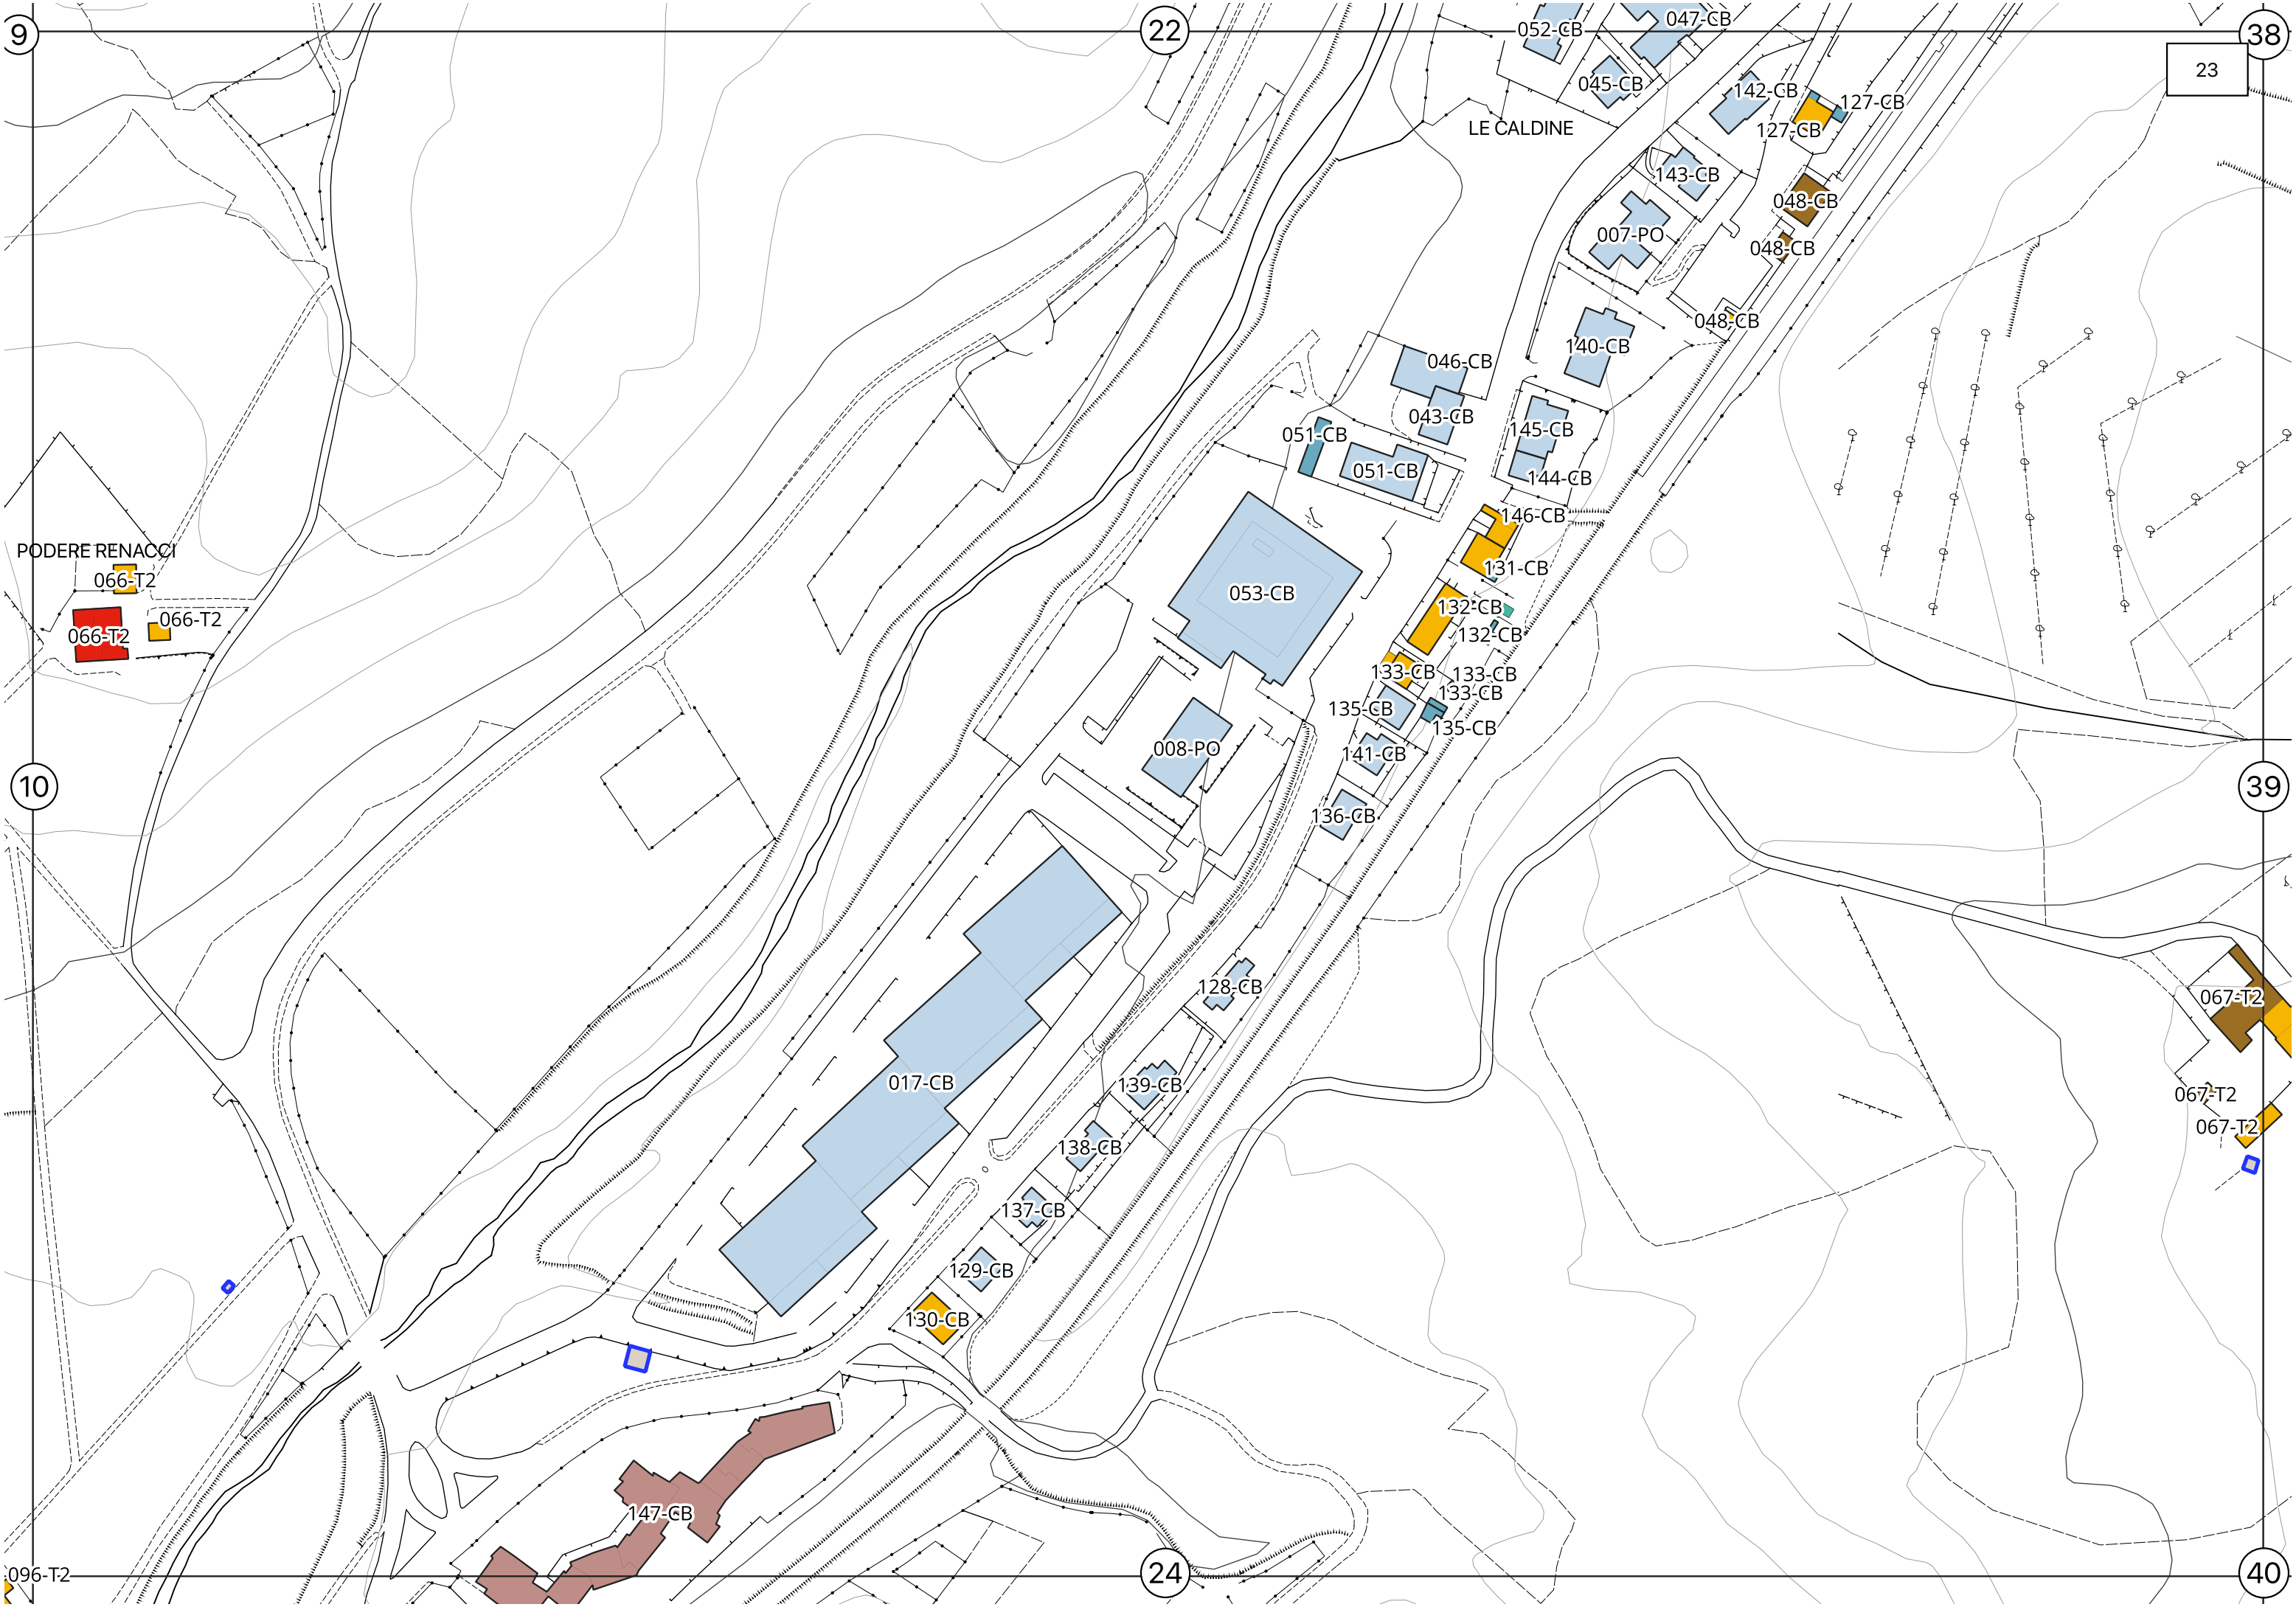 9
22
38
23
052-CB
047-CB
045-CB
142-CB
127-CB
127-CB
LE CALDINE
143-CB
048-CB
007-PO
048-CB
048-CB
140-CB
046-CB
043-CB
051-CB
145-CB
051-CB
144-CB
146-CB
131-CB
PODERE RENACCI
066-T2
066-T2
066-T2
053-CB
132-CB
132-CB
133-CB
133-CB
133-CB
135-CB
135-CB
008-PO
141-CB
10
39
136-CB
128-CB
067-T2
017-CB
139-CB
067-T2
067-T2
138-CB
137-CB
129-CB
130-CB
147-CB
096-T2
24
40